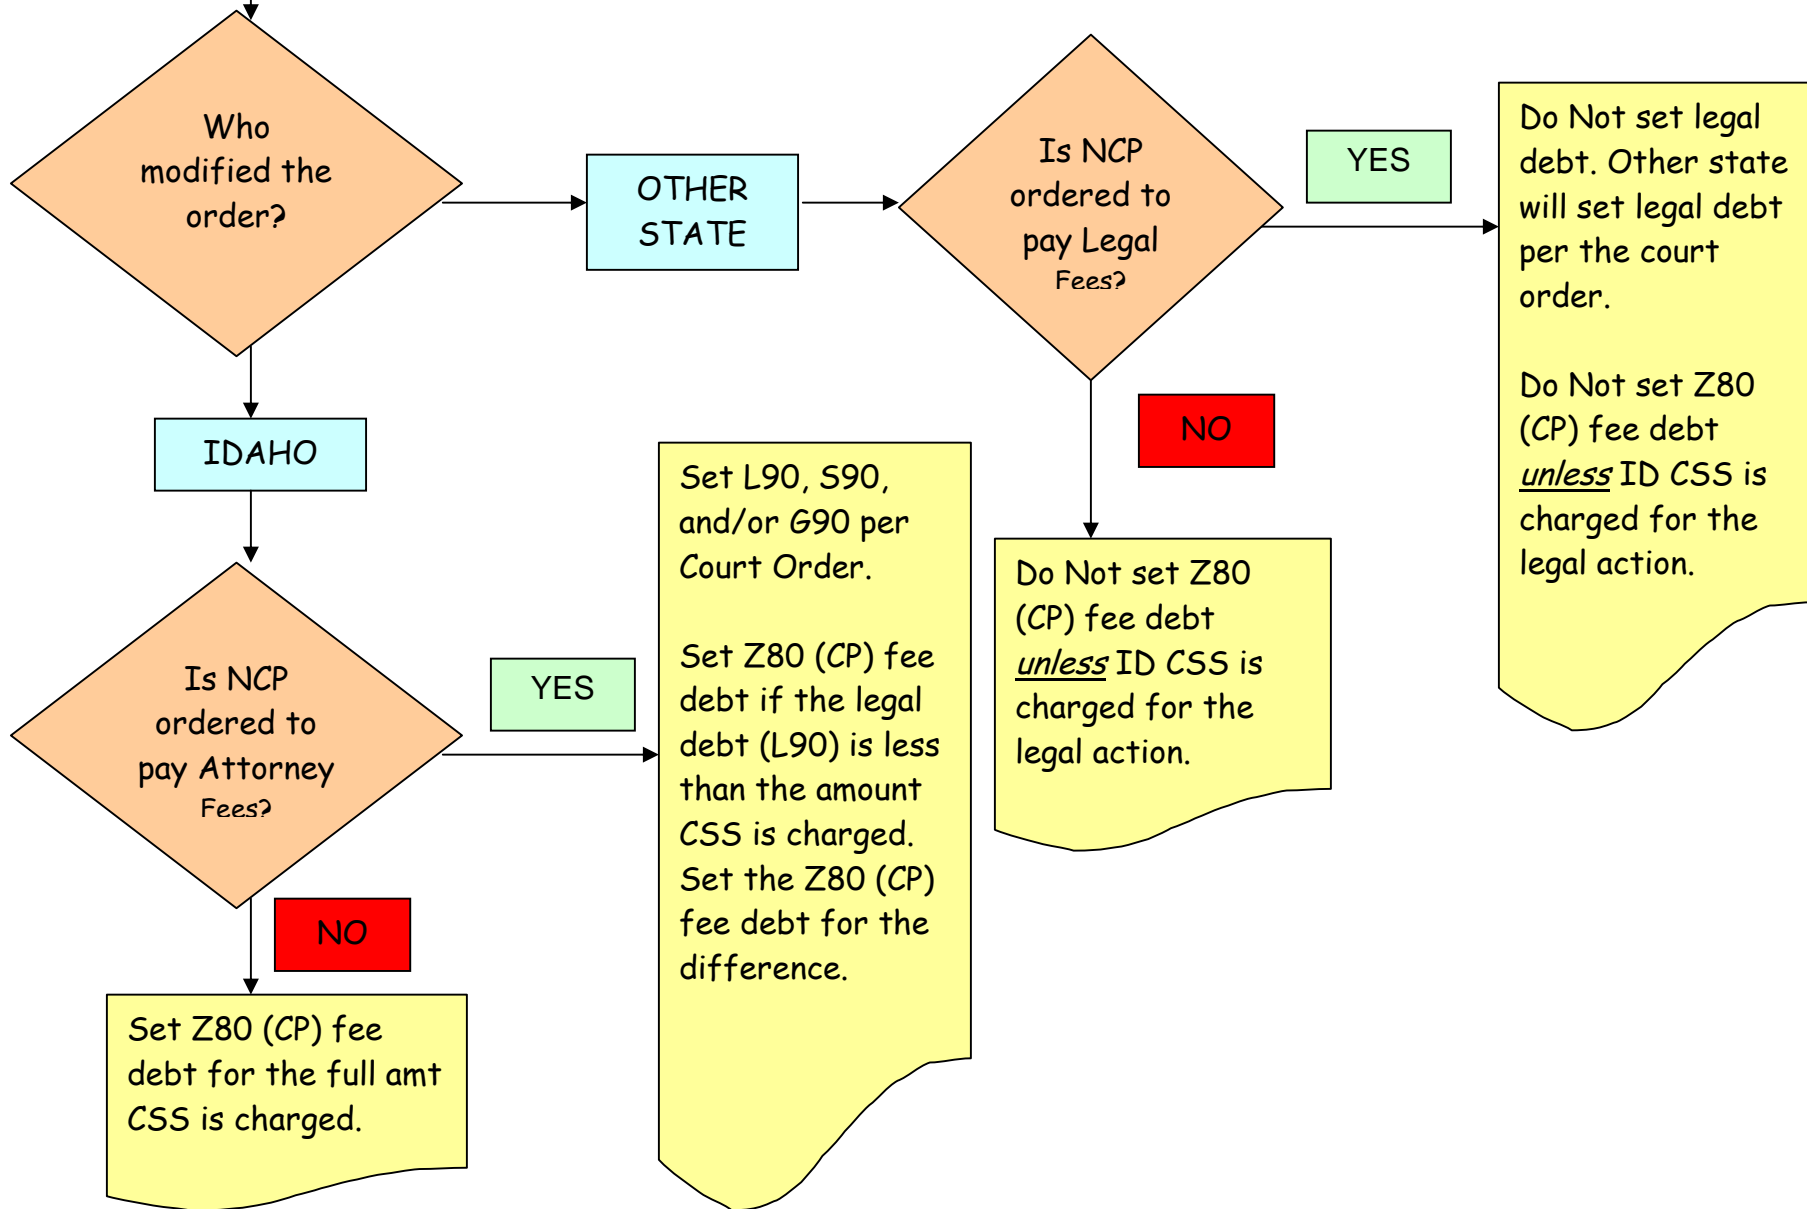 Who
modified the
order?
OTHER
STATE
Is NCP
ordered to
pay Legal
Fees?
YES
Do Not set legal
debt. Other state
will set legal debt
per the court
order.
Do Not set Z80
(CP) fee debt
unless ID CSS is
charged for the
legal action.
NO
Do Not set Z80
(CP) fee debt
unless ID CSS is
charged for the
legal action.
IDAHO
Is NCP
ordered to
pay Attorney
Fees?
YES
Set L90, S90,
and/or G90 per
Court Order.
Set Z80 (CP) fee
debt if the legal
debt (L90) is less
than the amount
CSS is charged.
Set the Z80 (CP)
fee debt for the
difference.
NO
Set Z80 (CP) fee
debt for the full amt
CSS is charged.